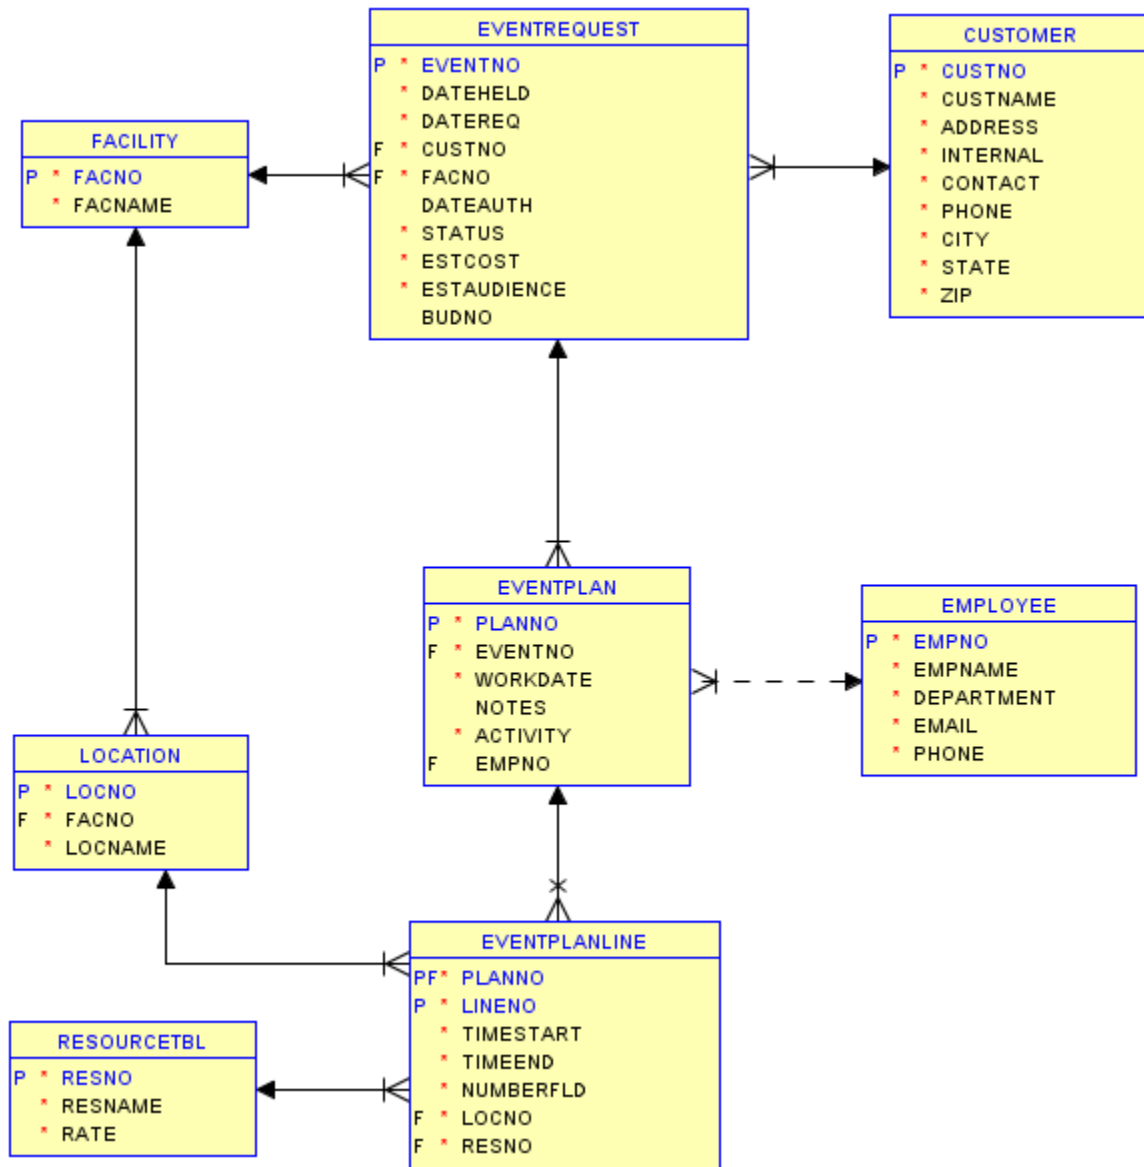 EVENTREQUEST
P * EVENTNO
* DATEHELD
* DATEREQ
F * CUSTNO
F * FACNO
DATEAUTH
* STATUS
* ESTCOST
* ESTAUDIENCE
BUDNO
CUSTOMER
P * CUSTNO
* CUSTNAME
* ADDRESS
* INTERNAL
* CONTACT
* PHONE
* CITY
* STATE
* ZIP
FACILITY
P * FACNO
* FACNAME
EVENTPLAN
P * PLANNO
F * EVENTNO
* WORKDATE
NOTES
* ACTIVITY
F EMPNO
EMPLOYEE
P * EMPNO
* EMPNAME
* DEPARTMENT
* EMAIL
* PHONE
LOCATION
P * LOCNO
F * FACNO
* LOCNAME
EVENTPLANLINE
PF* PLANNO
P * LINENO
* TIMESTART
* TIMEEND
* NUMBERFLD
F * LOCNO
F * RESNO
RESOURCETBL
P * RESNO
* RESNAME
* RATE